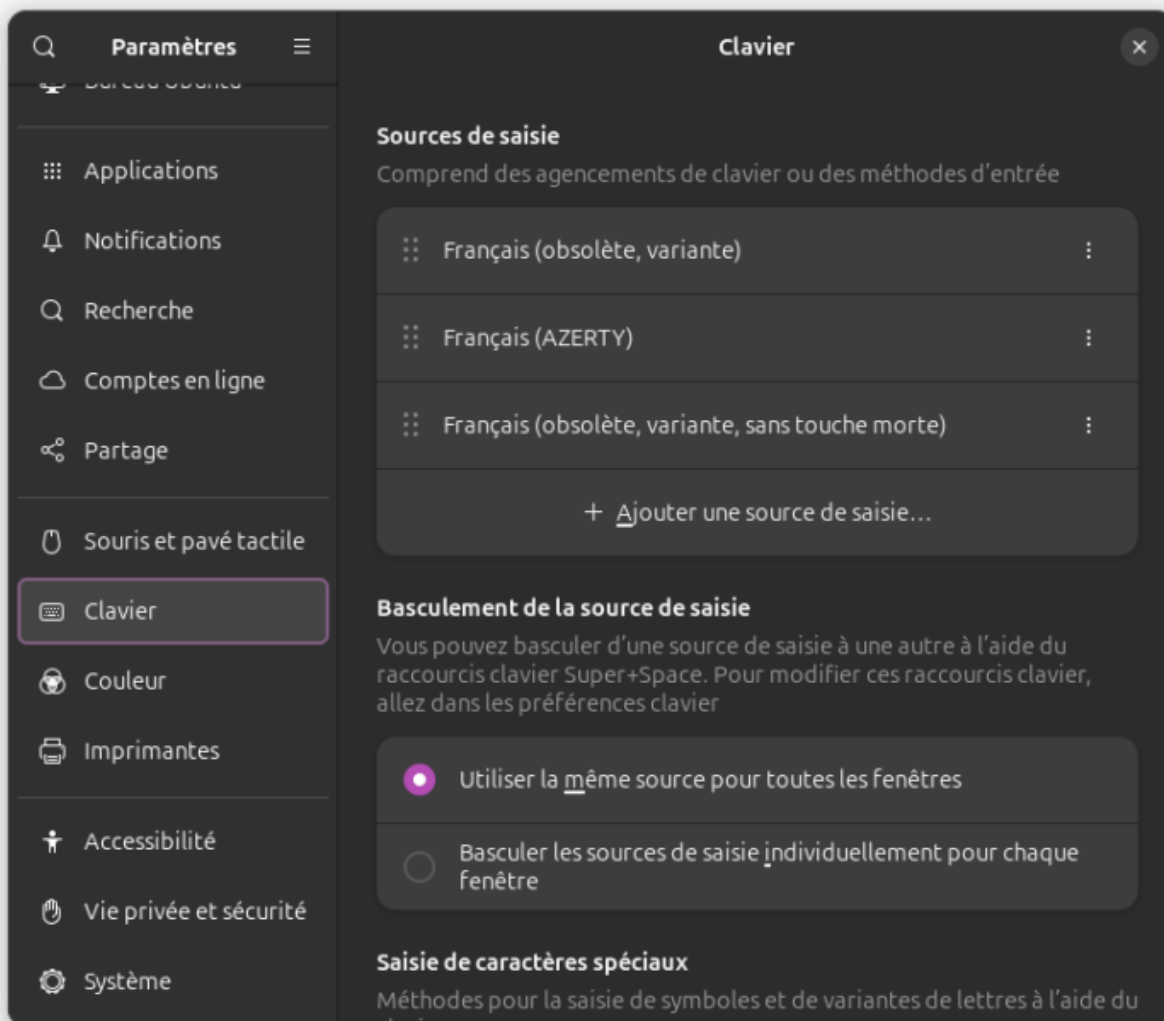 Paramètres
Clavier
Bureau Ubuntu
Applications
Notifications
Recherche
Comptes en ligne
Partage
Souris et pavé tactile
Clavier
Couleur
Imprimantes
Accessibilité
Vie privée et sécurité
Système
Sources de saisie
Comprend des agencements de clavier ou des méthodes d'entrée
Français (obsolète, variante)
Français (AZERTY)
Français (obsolète, variante, sans touche morte)
+ Ajouter une source de saisie…
Basculement de la source de saisie
Vous pouvez basculer d'une source de saisie à une autre à l'aide du
raccourcis clavier Super+Space. Pour modifier ces raccourcis clavier,
allez dans les préférences clavier
Utiliser la même source pour toutes les fenêtres
Basculer les sources de saisie individuellement pour chaque
fenêtre
Saisie de caractères spéciaux
Méthodes pour la saisie de symboles et de variantes de lettres à l'aide du